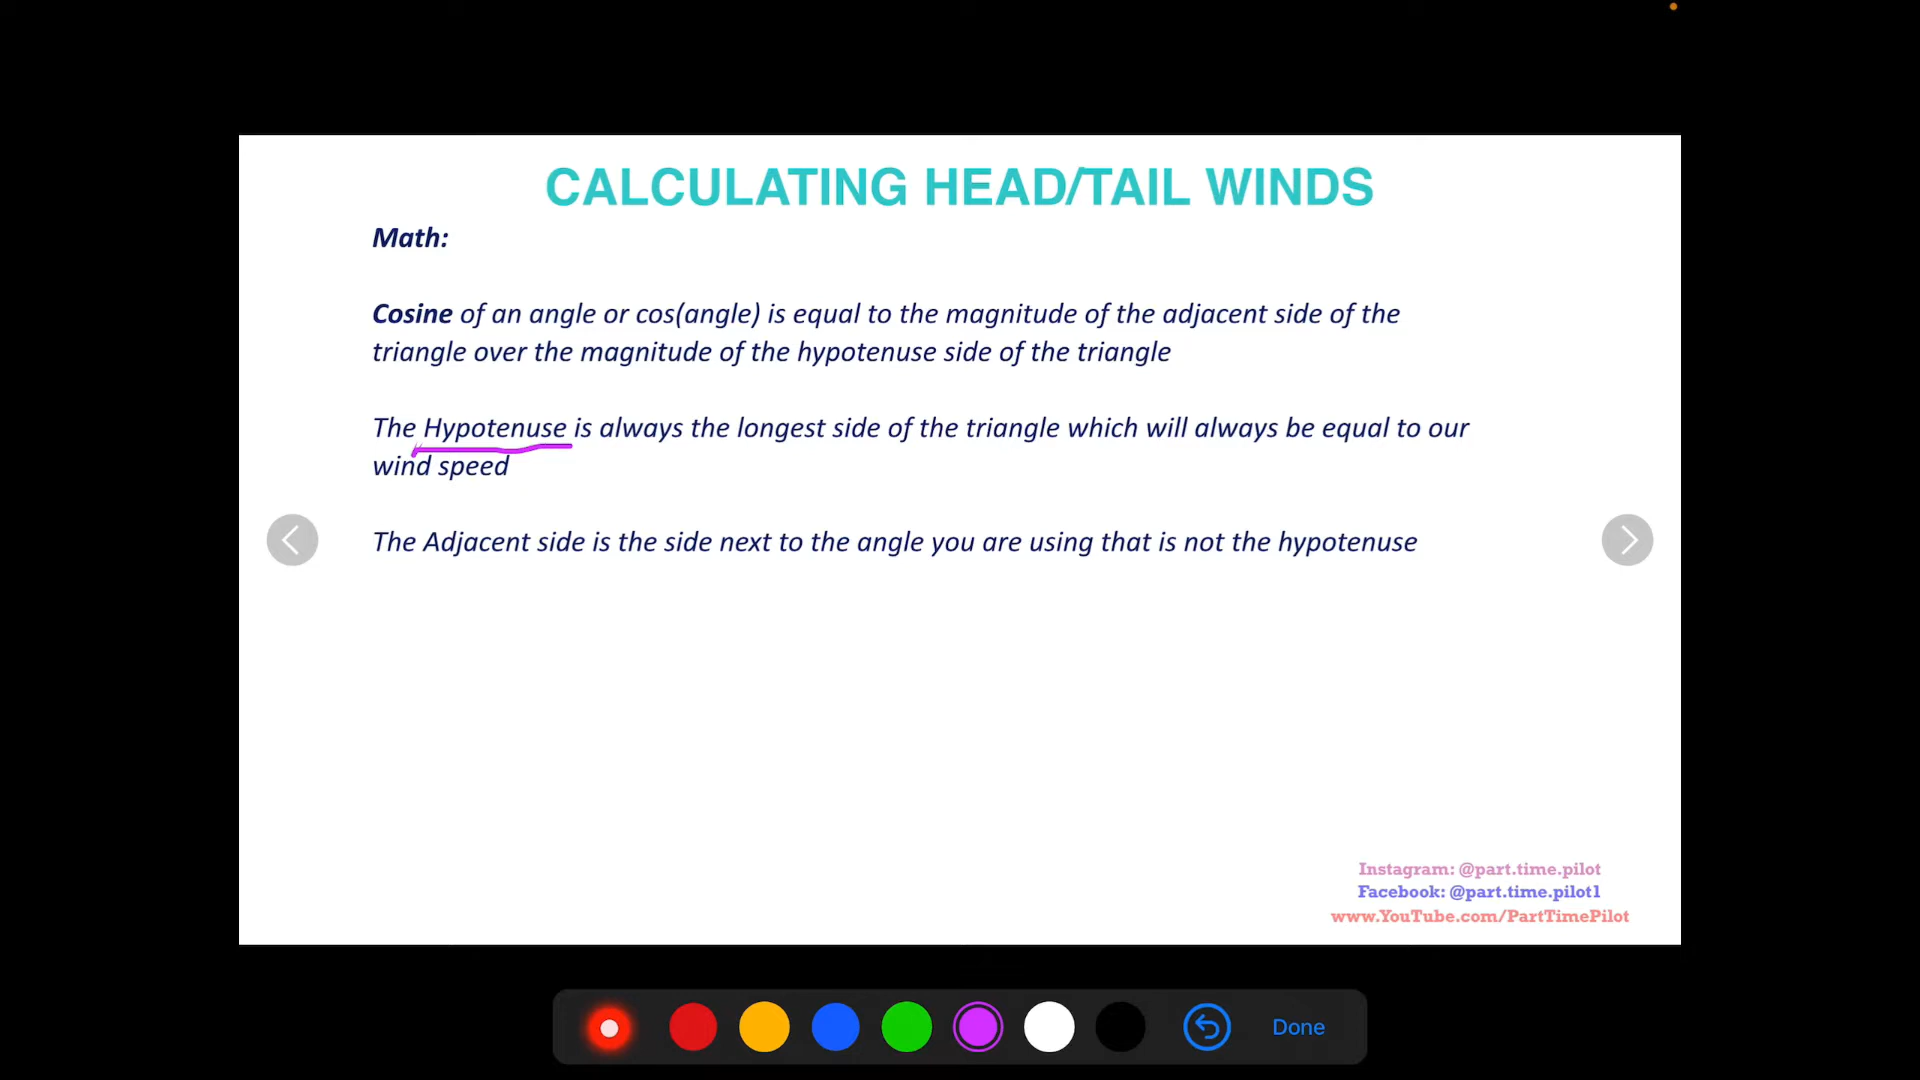 CALCULATING HEAD/TAIL WINDS
Math:
Cosine of an angle or cos(angle) is equal to the magnitude of the adjacent side of the
triangle over the magnitude of the hypotenuse side of the triangle
The Hypotenuse is always the longest side of the triangle which will always be equal to our
wind speed
The Adjacent side is the side next to the angle you are using that is not the hypotenuse
Instagram: @part.time.pilot
Facebook: @part.time.pilot1
www.YouTube.com/PartTimePilot
Done